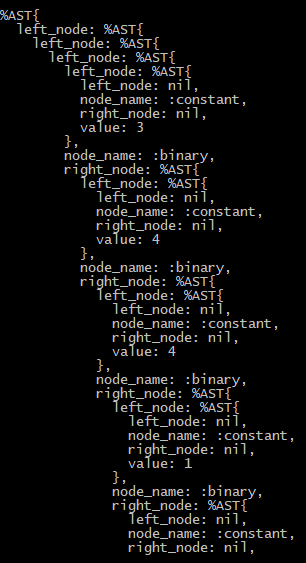 %AST{
  left_node: %AST{
    left_node: %AST{
      left_node: %AST{
        left_node: %AST{
          left_node: nil,
          node_name: :constant,
          right_node: nil,
          value: 3
        },
        node_name: :binary,
        right_node: %AST{
          left_node: %AST{
            left_node: nil,
            node_name: :constant,
            right_node: nil,
            value: 4
          },
          node_name: :binary,
          right_node: %AST{
            left_node: %AST{
              left_node: nil,
              node_name: :constant,
              right_node: nil,
              value: 4
            },
            node_name: :binary,
            right_node: %AST{
              left_node: %AST{
                left_node: nil,
                node_name: :constant,
                right_node: nil,
                value: 1
              },
              node_name: :binary,
              right_node: %AST{
                left_node: nil,
                node_name: :constant,
                right_node: nil,